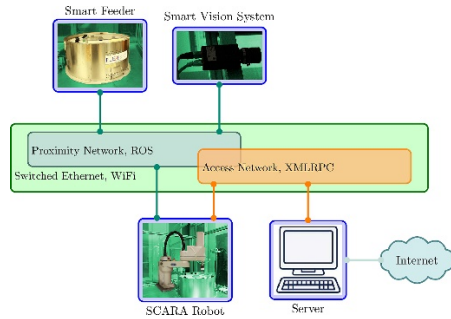 Smart Feeder
Smart Vision System
Proximity Network, ROS
Access Network, XMLRPC
Switched Ethernet, WiFi
Internet
SCARA Robot
Server